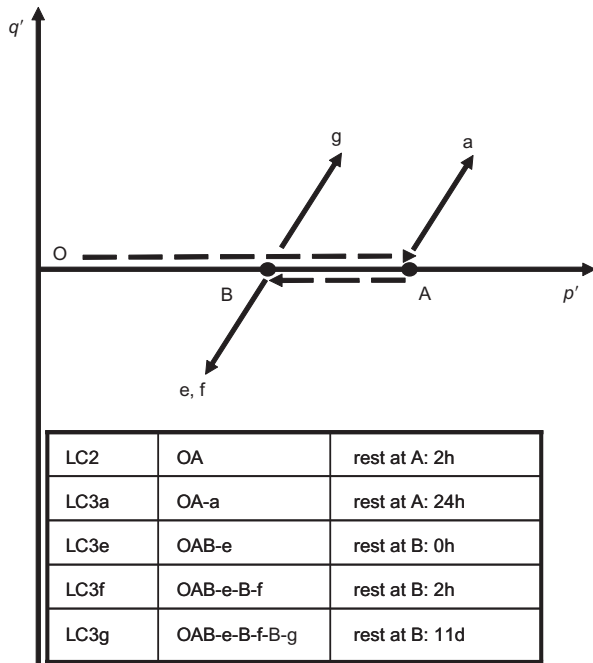 q′
g
a
O
B
A
p′
e, f
LC2 OA rest at A: 2h
LC3a OA-a rest at A: 24h
LC3e OAB-e rest at B: 0h
LC3f OAB-e-B-f rest at B: 2h
LC3g OAB-e-B-f-B-g rest at B: 11d